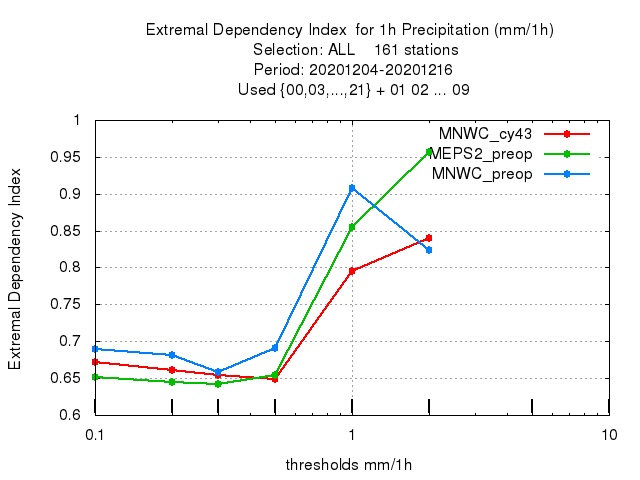 Extremal Dependency Index  for 1h Precipitation (mm/1h)
Selection: ALL    161 stations
Period: 20201204-20201216
Used {00,03,...,21} + 01 02 ... 09
MNWC_cy43
MEPS2_preop
MNWC_preop
Extremal Dependency Index
1
0.95
0.9
0.85
0.8
0.75
0.7
0.65
0.6
0.1
1
10
thresholds mm/1h